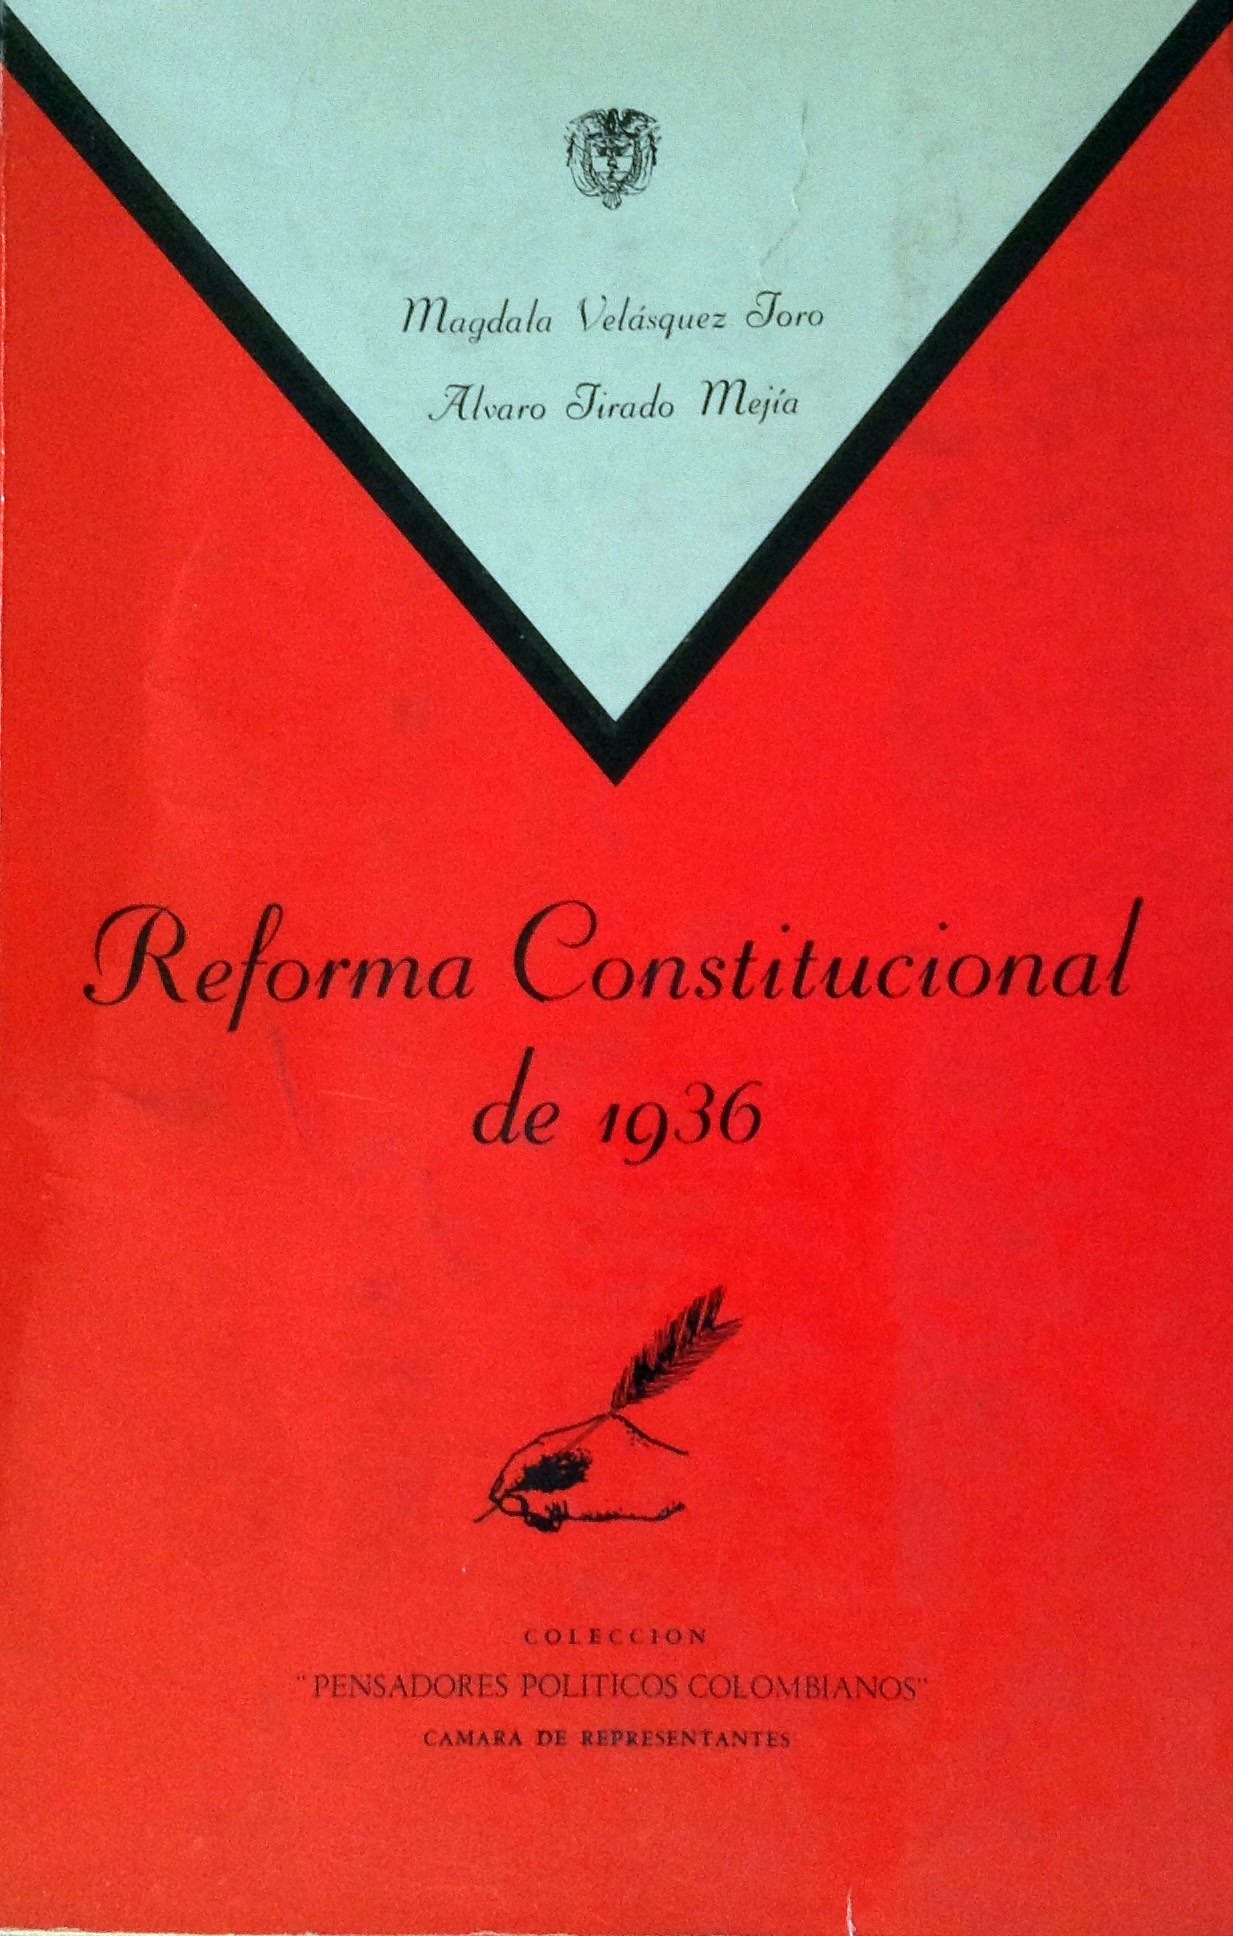 Magdala Velásquez Toro
Alvaro Tirado Mejía
Reforma Constitucional
de 1936
COLECCION
"PENSADORES POLITICOS COLOMBIANOS"
CAMARA DE REPRESENTANTES